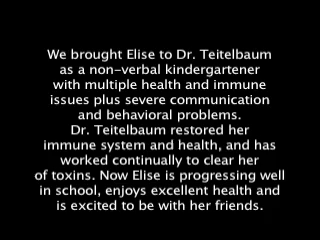 We brought Elise to Dr. Teitelbaum
as a non-verbal kindergartener
with multiple health and immune
issues plus severe communication
and behavioral problems.
Dr. Teitelbaum restored her
immune system and health, and has
worked continually to clear her
of toxins. Now Elise is progressing well
in school, enjoys excellent health and
is excited to be with her friends.